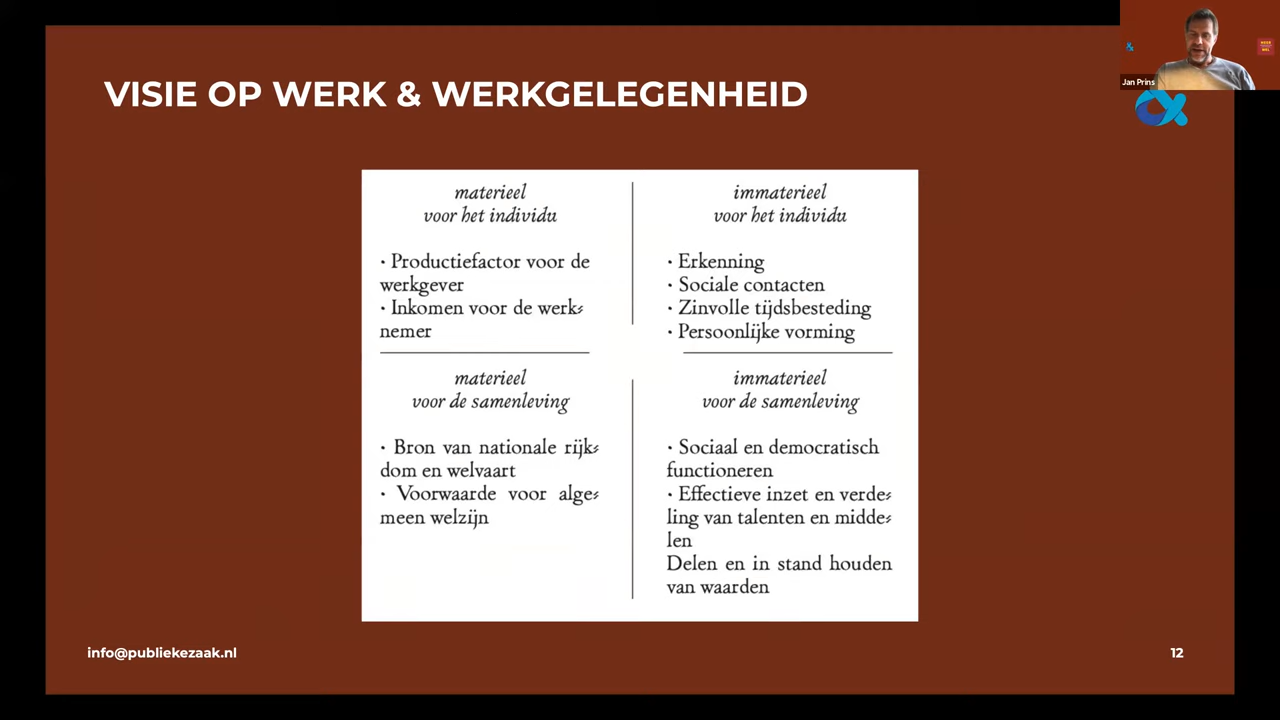 VISIE OP WERK & WERKGELEGENHEID
Jan Prins
materieel
voor het individu
· Productiefactor voor de
werkgever
· Inkomen voor de werk-
nemer
immaterieel
voor het individu
· Erkenning
· Sociale contacten
· Zinvolle tijdsbesteding
· Persoonlijke vorming
materieel
voor de samenleving
· Bron van nationale rijk-
dom en welvaart
· Voorwaarde voor alge-
meen welzijn
immaterieel
voor de samenleving
· Sociaal en democratisch
functioneren
· Effectieve inzet en verde-
ling van talenten en midde-
len
Delen en in stand houden
van waarden
info@publiekezaak.nl
12